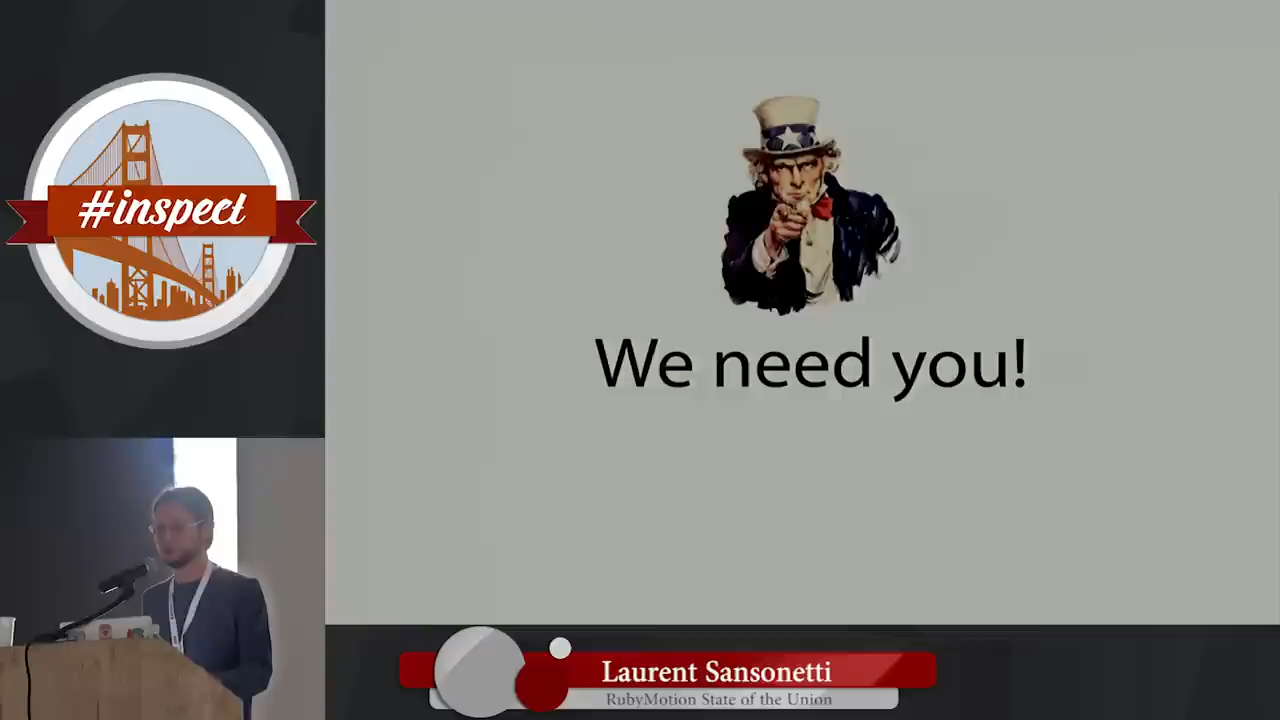 #inspect
We need you!
Laurent Sansonetti
RubyMotion State of the Union